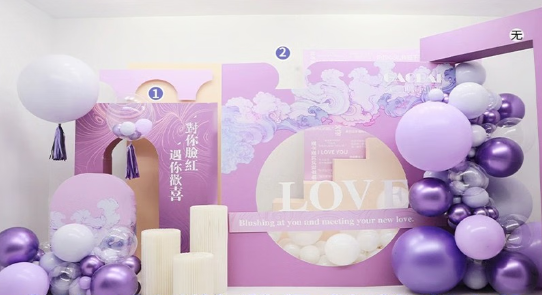 ①
②
无
對你臉紅
遇你歡喜
LOVE
Blushing at you and meeting your new love.